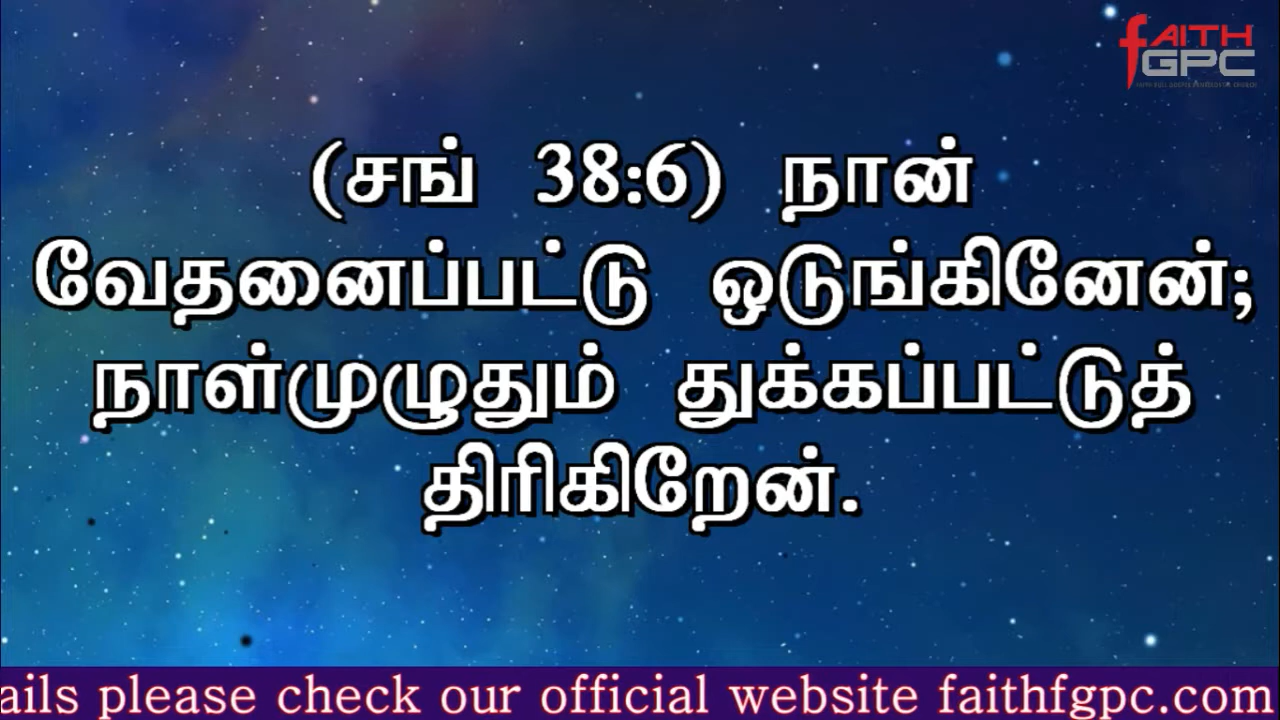 fAITH
GPC
(சங் 38:6) நான்
வேதனைப்பட்டு ஒடுங்கினேன்;
நாள்முழுதும் துக்கப்பட்டுத்
திரிகிறேன்.
ails please check our official website faithfgpc.com